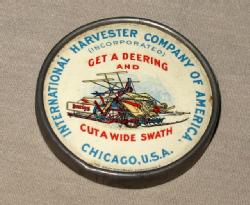 INTERNATIONAL HARVESTER COMPANY OF AMERICA.
(INCORPORATED)
GET A DEERING
AND
CUT A WIDE SWATH
CHICAGO, U.S.A.